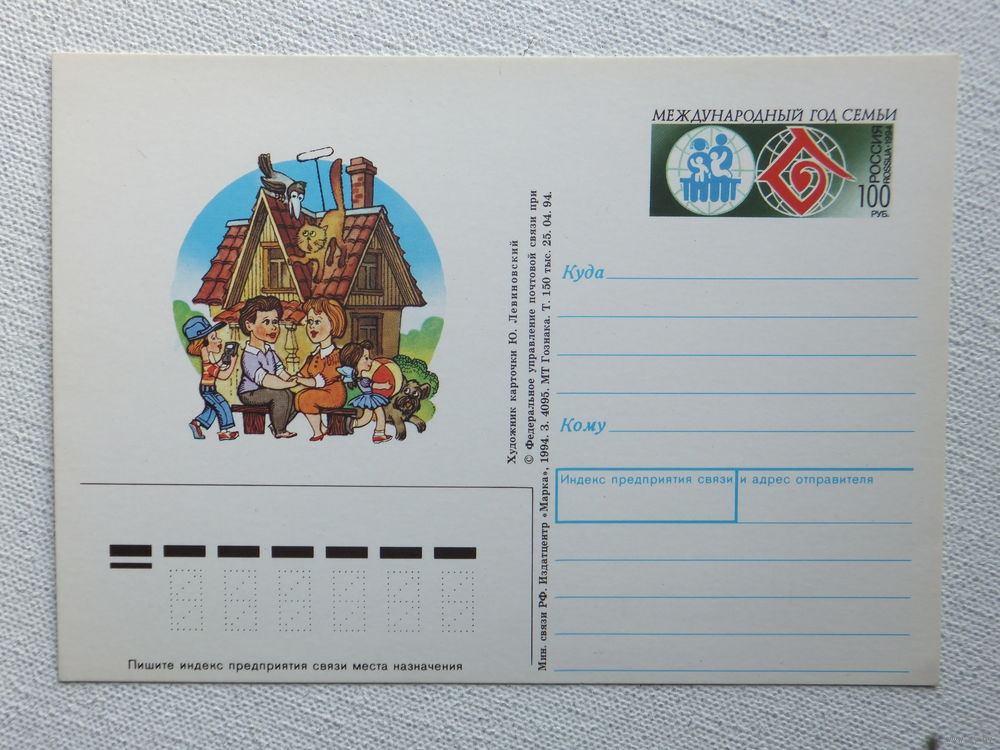 МЕЖДУНАРОДНЫЙ ГОД СЕМЬИ
РОССИЯ
ROSSIJA·1994
100
РУБ.
Художник карточки Ю. Левиновский
© Федеральное управление почтовой связи при
Мин. связи РФ. Издатцентр «Марка», 1994. З. 4095. МТ Гознака. Т. 150 тыс. 25. 04. 94.
Куда
Кому
Индекс предприятия связи и адрес отправителя
Пишите индекс предприятия связи места назначения